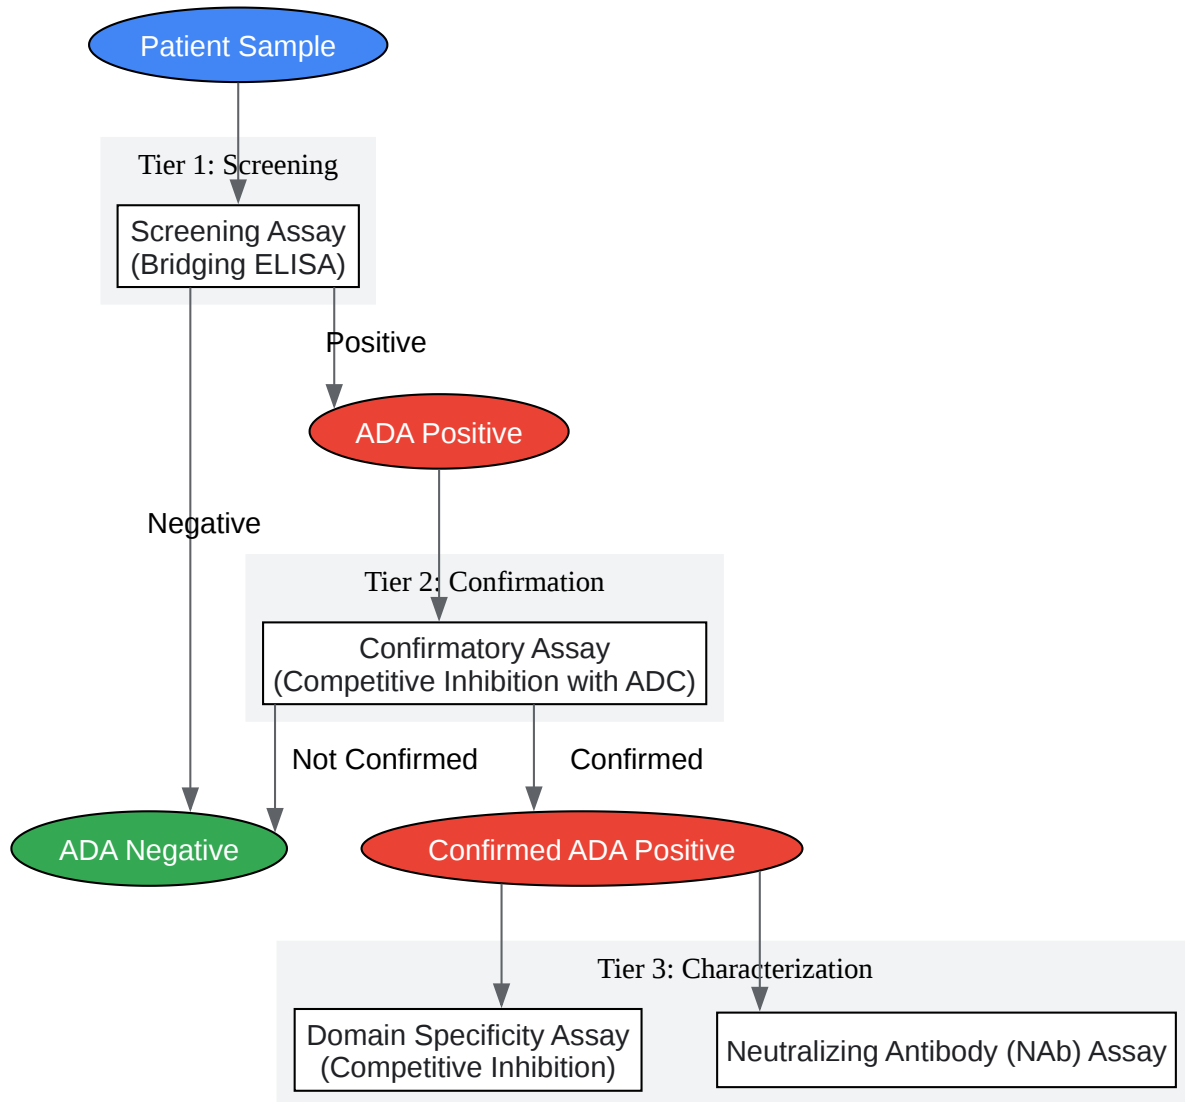 Patient Sample
Tier 1: Screening
Screening Assay
(Bridging ELISA)
Positive
ADA Positive
Negative
Tier 2: Confirmation
Confirmatory Assay
(Competitive Inhibition with ADC)
Not Confirmed
Confirmed
ADA Negative
Confirmed ADA Positive
Tier 3: Characterization
Domain Specificity Assay
(Competitive Inhibition)
Neutralizing Antibody (NAb) Assay